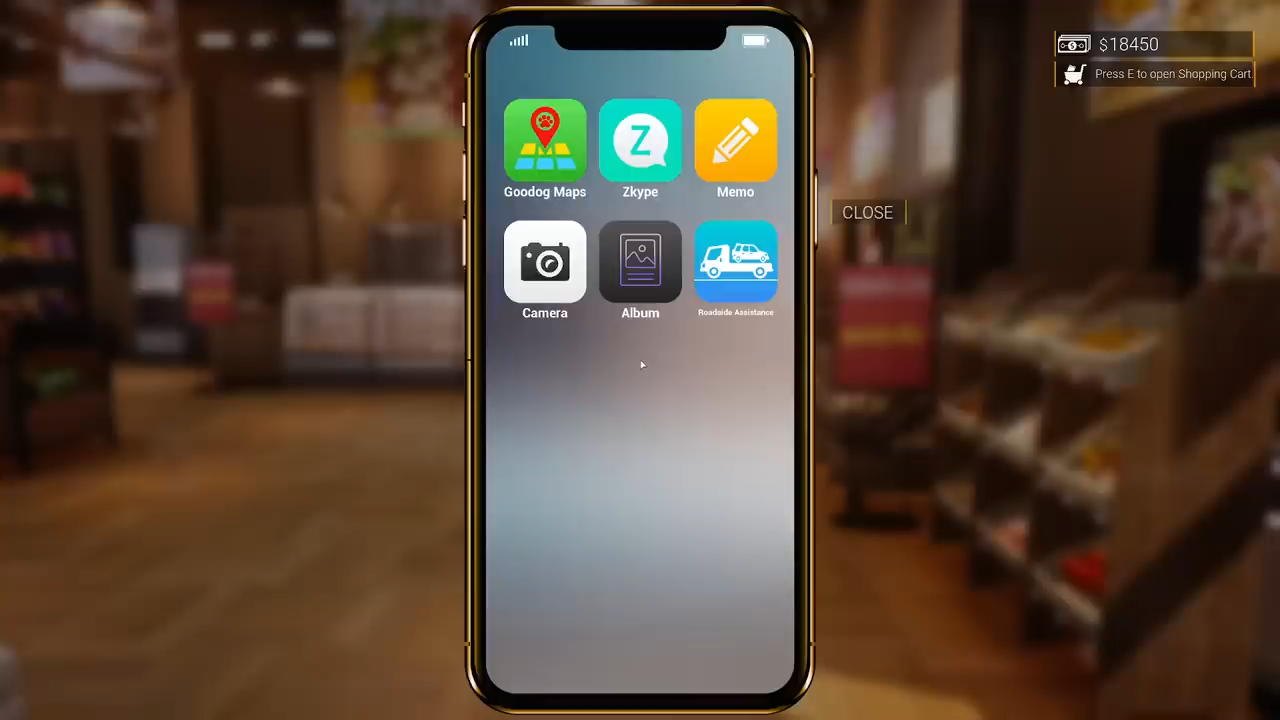 $18450
Press E to open Shopping Cart.
Goodog Maps
Z
Zkype
Memo
CLOSE
Camera
Album
Roadside Assistance